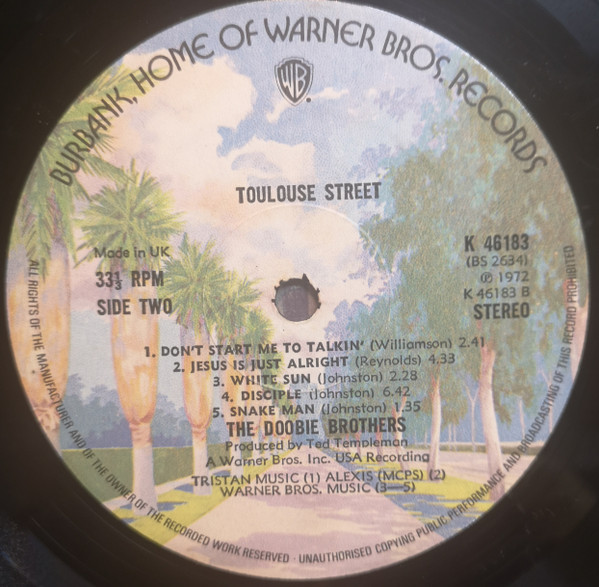 BURBANK, HOME OF WARNER BROS. RECORDS
WB
TOULOUSE STREET
Made in UK
33⅓ RPM
SIDE TWO
K 46183
(BS 2634)
℗ 1972
K 46183 B
STEREO
1. DON'T START ME TO TALKIN' (Williamson) 2.41
2. JESUS IS JUST ALRIGHT (Reynolds) 4.33
3. WHITE SUN (Johnston) 2.28
4. DISCIPLE (Johnston) 6.42
5. SNAKE MAN (Johnston) 1.35
THE DOOBIE BROTHERS
Produced by Ted Templeman
A Warner Bros. Inc. USA Recording
TRISTAN MUSIC (1) ALEXIS (MCPS) (2)
WARNER BROS. MUSIC (3—5)
ALL RIGHTS OF THE MANUFACTURER AND OF THE OWNER OF THE RECORDED WORK RESERVED · UNAUTHORISED COPYING PUBLIC PERFORMANCE AND BROADCASTING OF THIS RECORD PROHIBITED